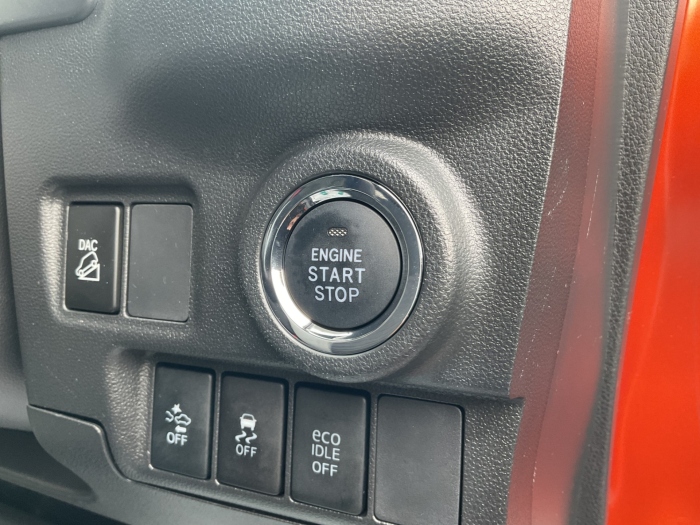 DAC
ENGINE
START
STOP
OFF
OFF
eco
IDLE
OFF